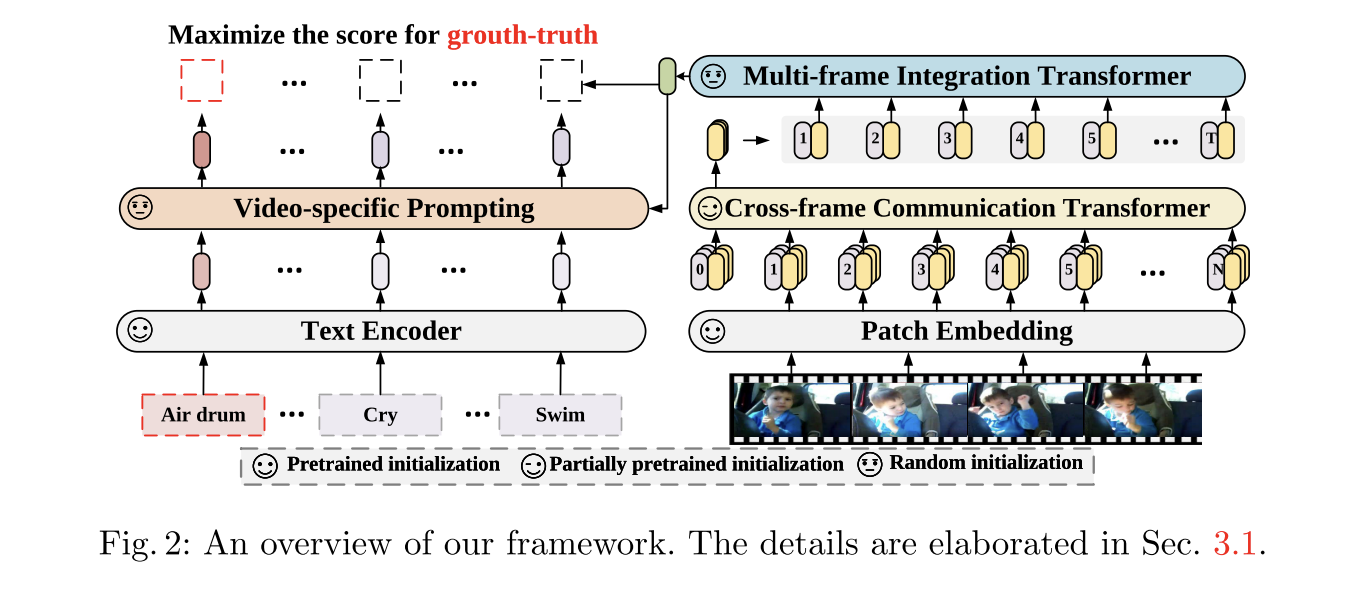 Maximize the score for grouth-truth
... ...
Multi-frame Integration Transformer
1 2 3 4 5 ... T
... ...
Video-specific Prompting
Cross-frame Communication Transformer
0 1 2 3 4 5 ... N
... ...
Text Encoder
Patch Embedding
Air drum ... Cry ... Swim
Pretrained initialization Partially pretrained initialization Random initialization
Fig. 2: An overview of our framework. The details are elaborated in Sec. 3.1.